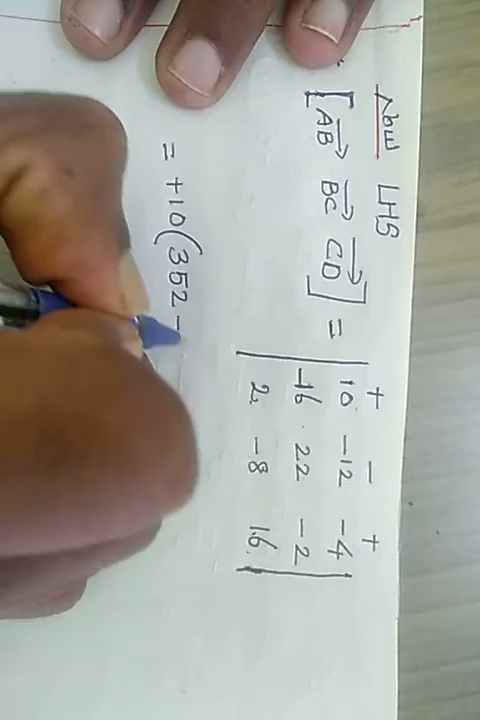 Now LHS
+ - +
[AB BC CD] = | 10 -12 -4 |
| -16 22 -2 |
| 2 -8 16 |
= +10(352 -